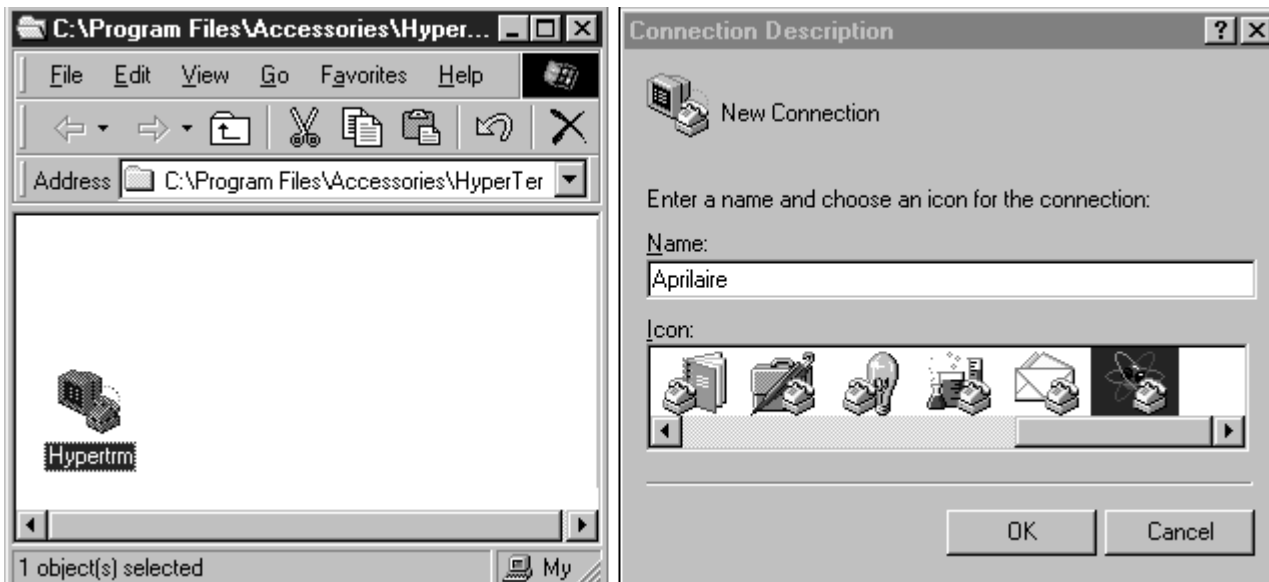 C:\Program Files\Accessories\Hyper...
File Edit View Go Favorites Help
Address C:\Program Files\Accessories\HyperTer
Hypertrm
1 object(s) selected My
Connection Description
New Connection
Enter a name and choose an icon for the connection:
Name:
Aprilaire
Icon:
OK Cancel